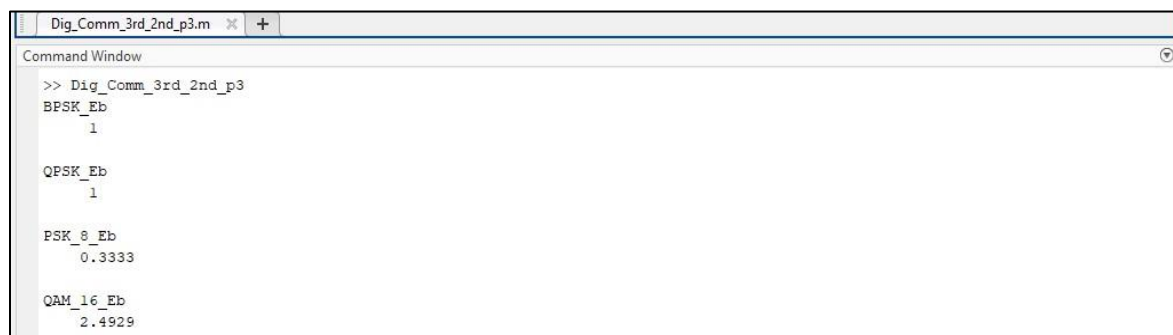 Dig_Comm_3rd_2nd_p3.m
Command Window
>> Dig_Comm_3rd_2nd_p3
BPSK_Eb
1
QPSK_Eb
1
PSK_8_Eb
0.3333
QAM_16_Eb
2.4929